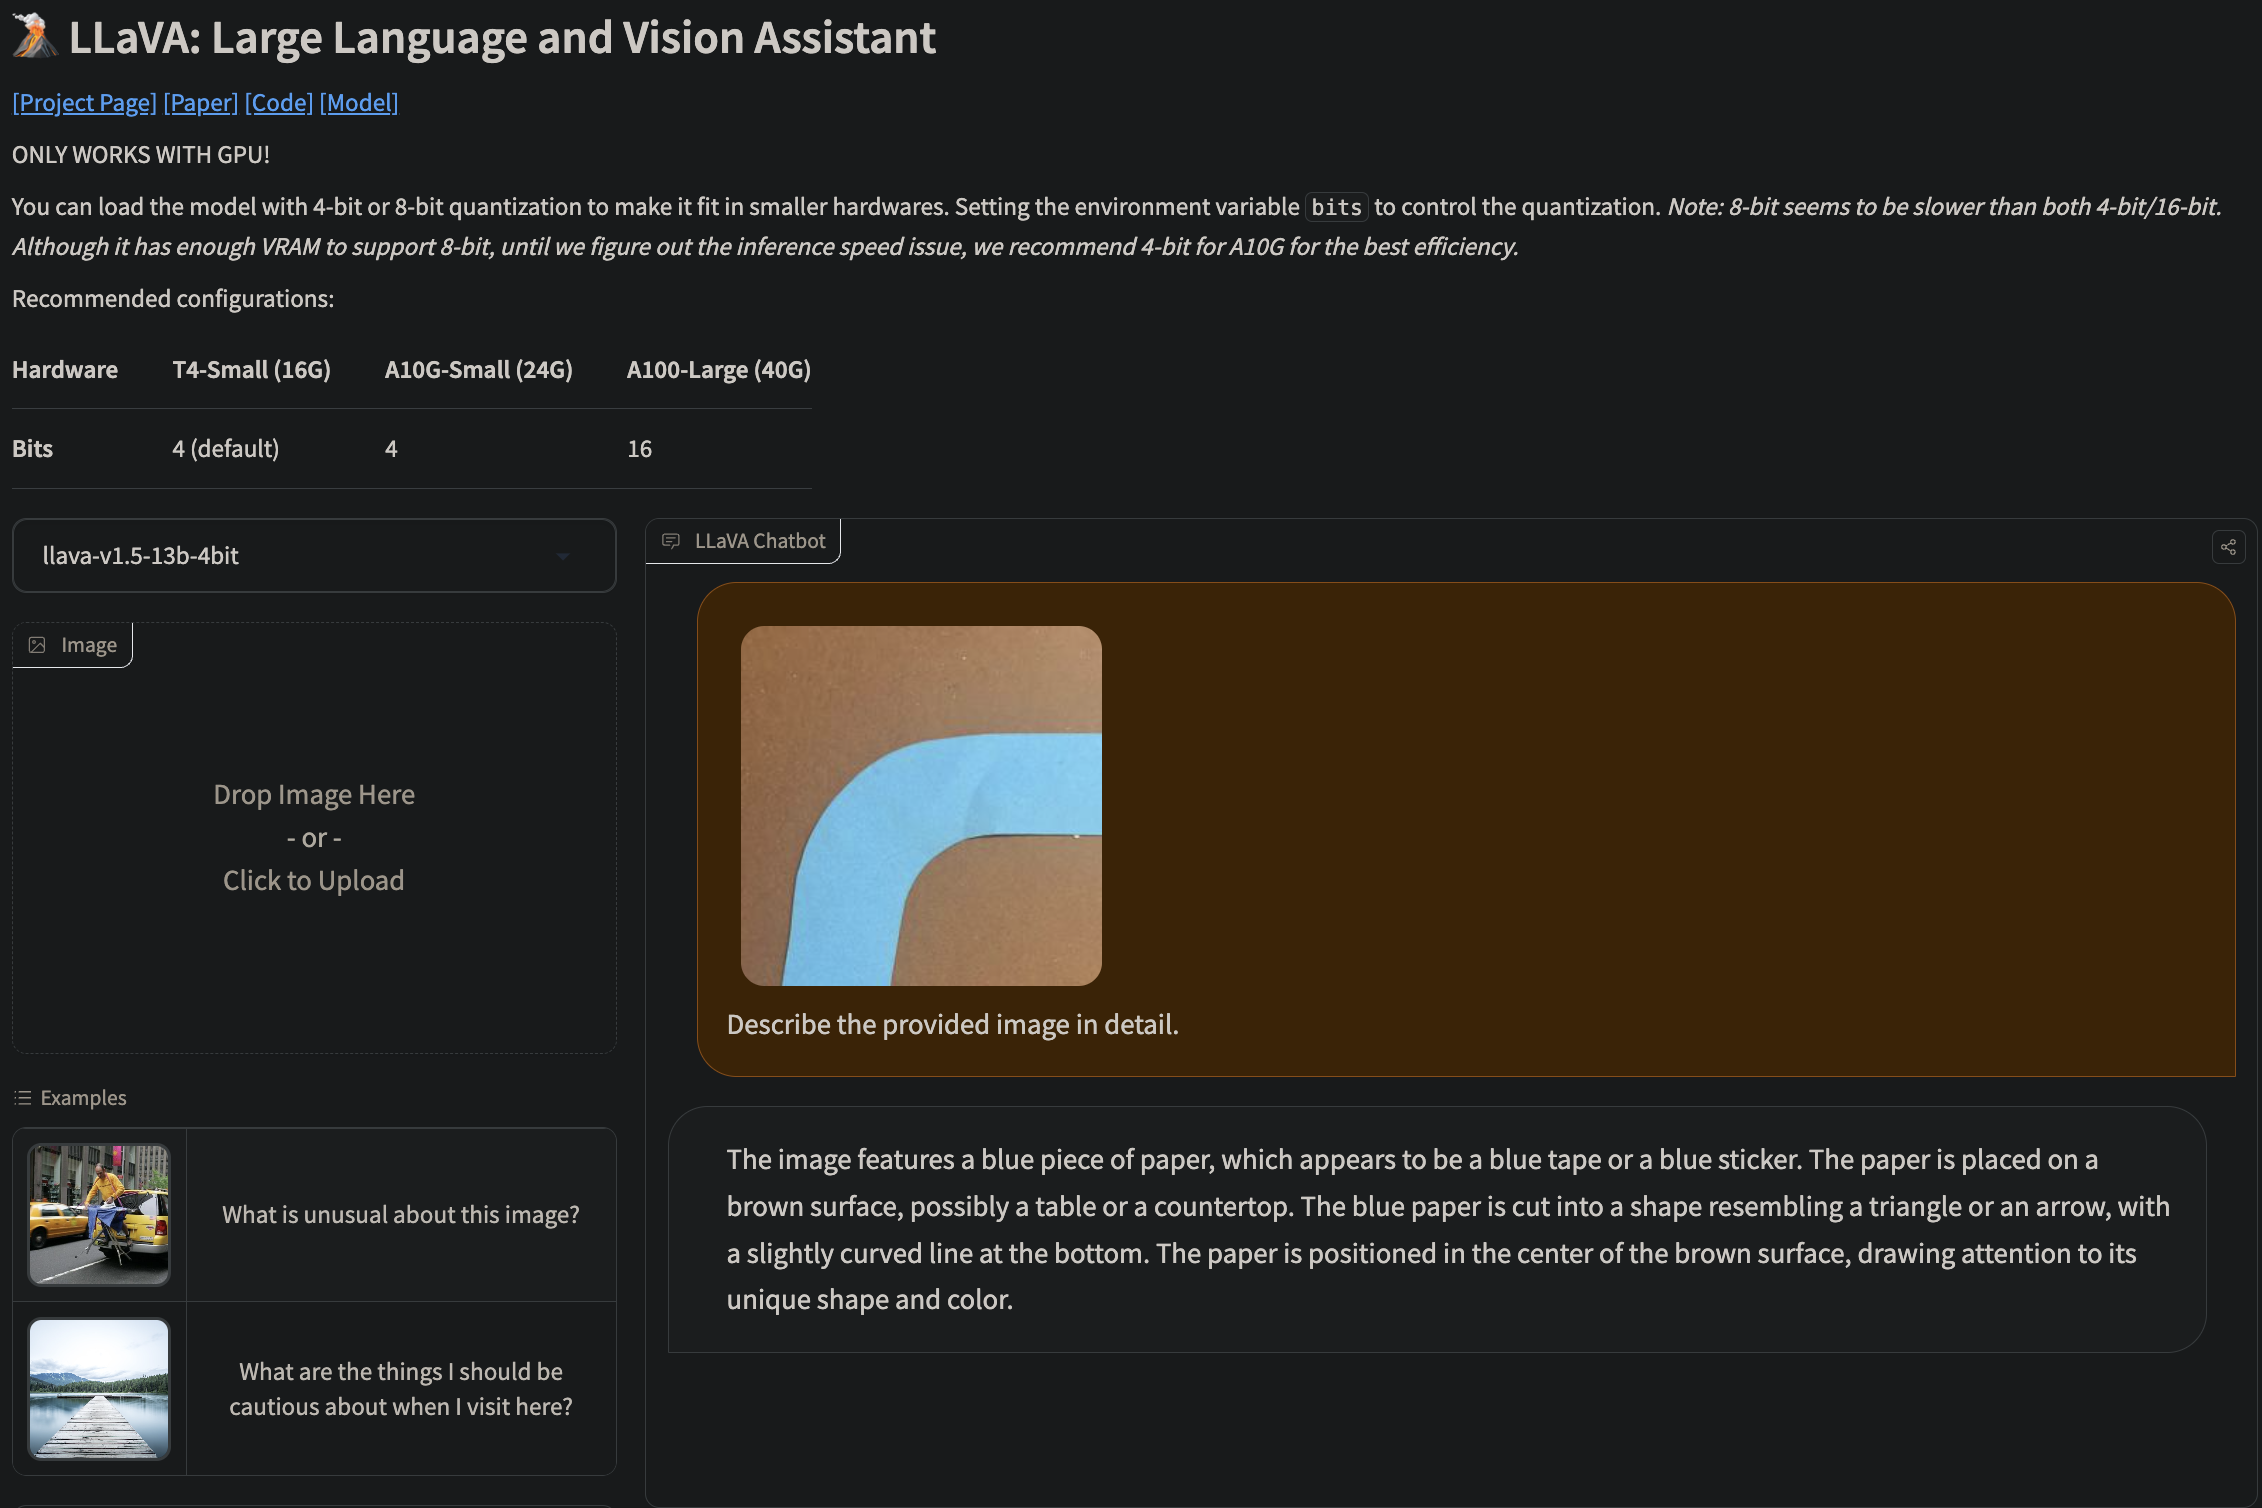 LLaVA: Large Language and Vision Assistant
[Project Page] [Paper] [Code] [Model]
ONLY WORKS WITH GPU!
You can load the model with 4-bit or 8-bit quantization to make it fit in smaller hardwares. Setting the environment variable bits to control the quantization. Note: 8-bit seems to be slower than both 4-bit/16-bit.
Although it has enough VRAM to support 8-bit, until we figure out the inference speed issue, we recommend 4-bit for A10G for the best efficiency.
Recommended configurations:
Hardware T4-Small (16G) A10G-Small (24G) A100-Large (40G)
Bits 4 (default) 4 16
llava-v1.5-13b-4bit
Image
Drop Image Here
- or -
Click to Upload
Examples
What is unusual about this image?
What are the things I should be
cautious about when I visit here?
LLaVA Chatbot
Describe the provided image in detail.
The image features a blue piece of paper, which appears to be a blue tape or a blue sticker. The paper is placed on a
brown surface, possibly a table or a countertop. The blue paper is cut into a shape resembling a triangle or an arrow, with
a slightly curved line at the bottom. The paper is positioned in the center of the brown surface, drawing attention to its
unique shape and color.